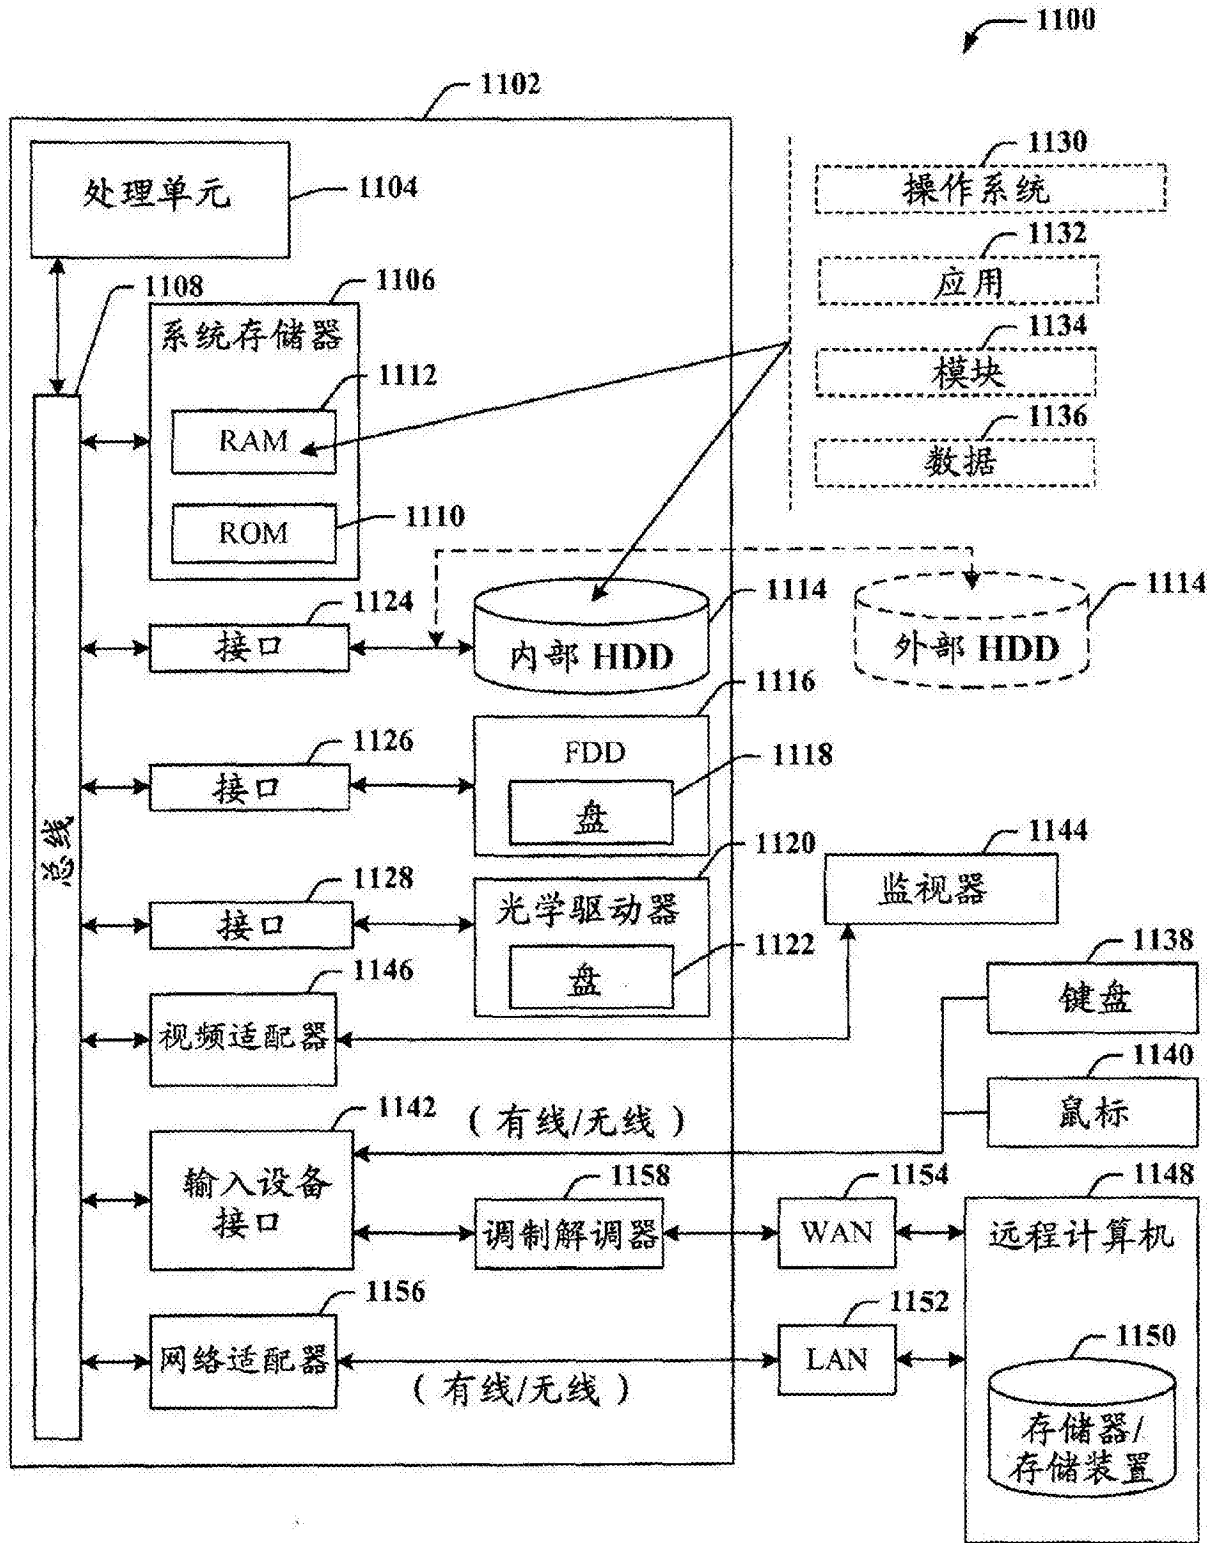 1100
1102
处理单元
1104
1130
操作系统
1132
应用
1134
模块
1136
数据
1108
1106
系统存储器
1112
RAM
1110
ROM
1124
接口
1114
内部 HDD
1114
外部 HDD
1116
FDD
1126
接口
1118
盘
总线
1144
监视器
1120
光学驱动器
1128
接口
1122
盘
1138
键盘
1146
视频适配器
1140
鼠标
1142
(有线/无线)
输入设备
接口
1158
调制解调器
1154
WAN
1148
远程计算机
1156
网络适配器
(有线/无线)
1152
LAN
1150
存储器/
存储装置